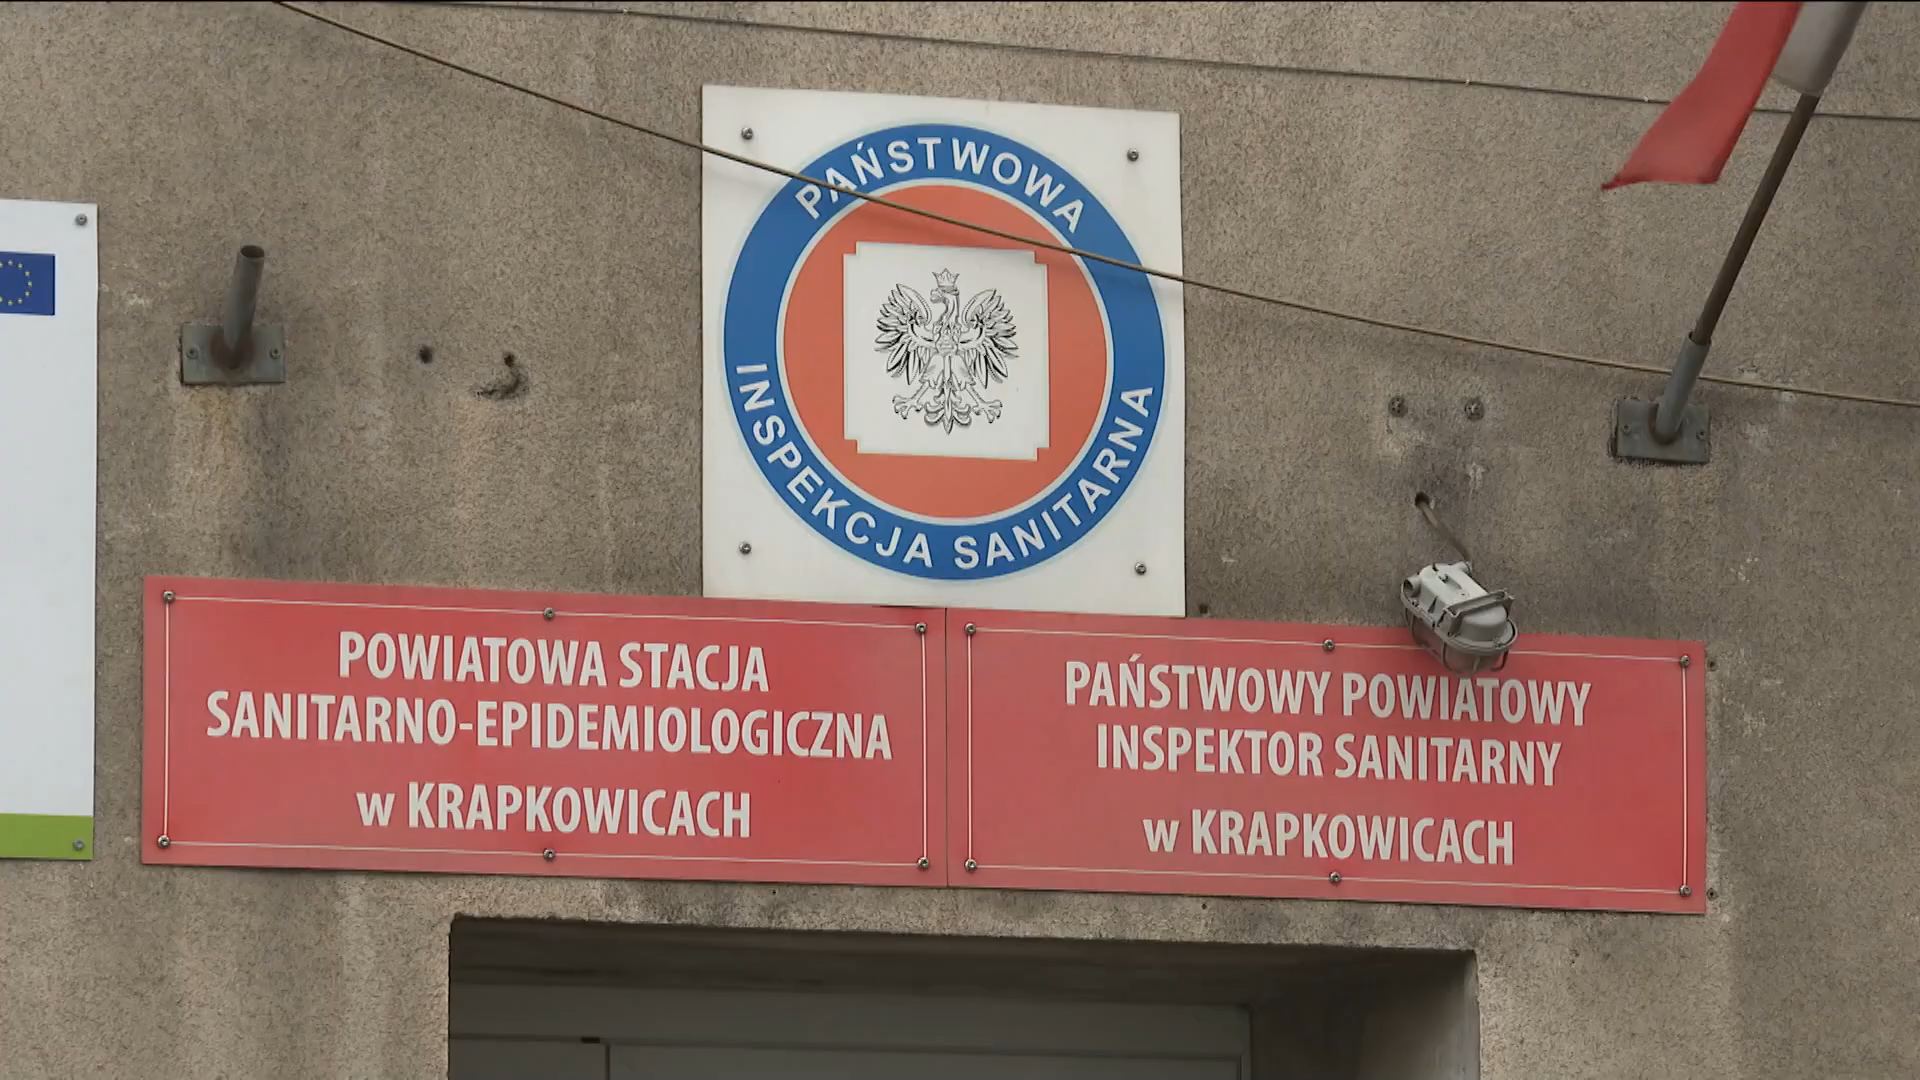 PAŃSTWOWA
INSPEKCJA SANITARNA
POWIATOWA STACJA
SANITARNO-EPIDEMIOLOGICZNA
w KRAPKOWICACH
PAŃSTWOWY POWIATOWY
INSPEKTOR SANITARNY
w KRAPKOWICACH